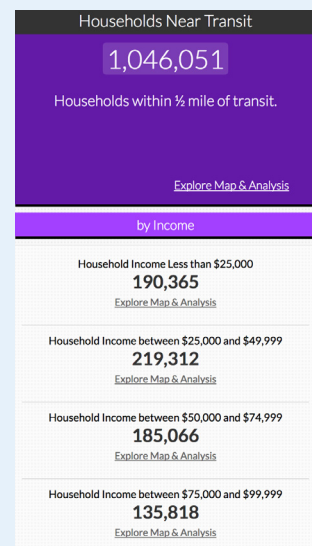 Households Near Transit
1,046,051
Households within ½ mile of transit.
Explore Map & Analysis
by Income
Household Income Less than $25,000
190,365
Explore Map & Analysis
Household Income between $25,000 and $49,999
219,312
Explore Map & Analysis
Household Income between $50,000 and $74,999
185,066
Explore Map & Analysis
Household Income between $75,000 and $99,999
135,818
Explore Map & Analysis